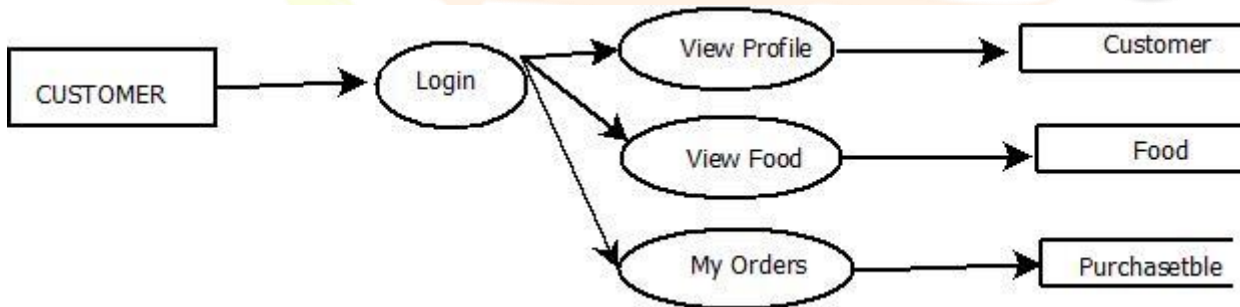 CUSTOMER
Login
View Profile
Customer
View Food
Food
My Orders
Purchasetble